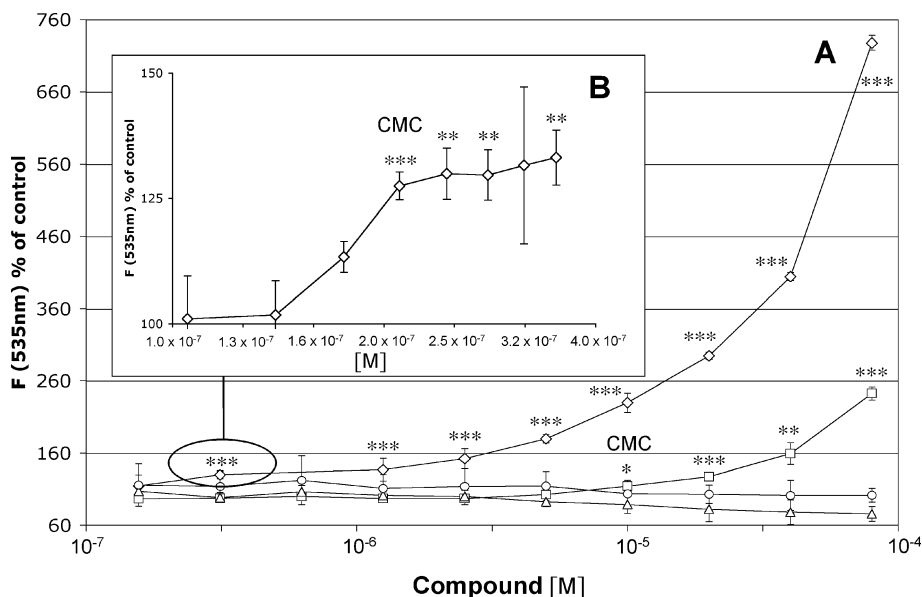 760
A
660
560
460
360
260
160
60
F (535nm) % of control
***
***
***
***
***
***
***
***
***
**
***
*
CMC
10-7
10-6
10-5
10-4
Compound [M]
B
150
125
100
F (535nm) % of control
CMC
***
**
**
**
1.0 x 10-7
1.3 x 10-7
1.6 x 10-7
2.0 x 10-7
2.5 x 10-7
3.2 x 10-7
4.0 x 10-7
[M]